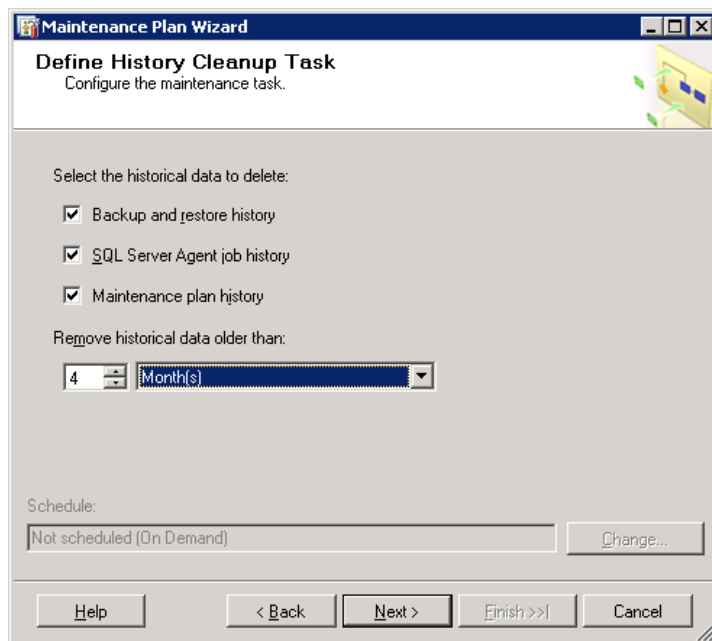 Maintenance Plan Wizard
Define History Cleanup Task
Configure the maintenance task.
Select the historical data to delete:
Backup and restore history
SQL Server Agent job history
Maintenance plan history
Remove historical data older than:
4 Month(s)
Schedule:
Not scheduled (On Demand) Change...
Help < Back Next > Finish >>| Cancel